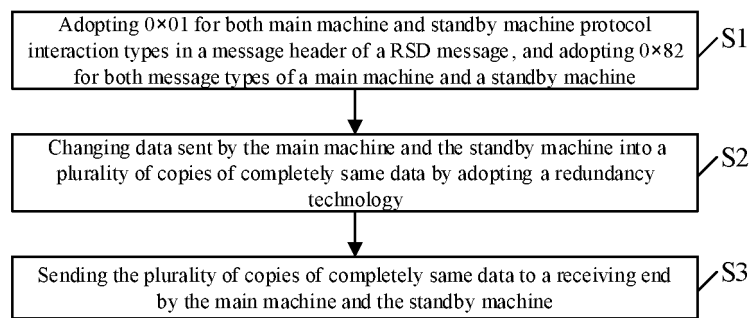 Adopting 0×01 for both main machine and standby machine protocol
interaction types in a message header of a RSD message, and adopting 0×82
for both message types of a main machine and a standby machine
S1
Changing data sent by the main machine and the standby machine into a
plurality of copies of completely same data by adopting a redundancy
technology
S2
Sending the plurality of copies of completely same data to a receiving end
by the main machine and the standby machine
S3